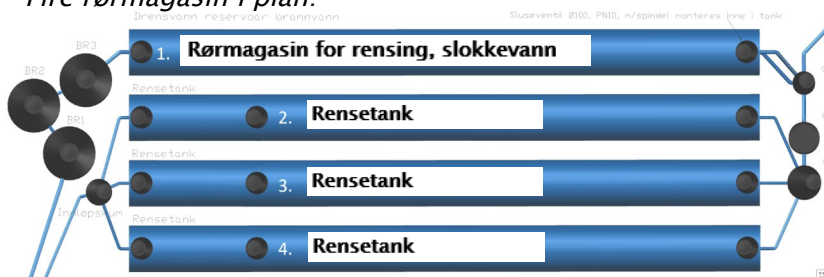 Fire rørmagasin i plan.
Drensvann reservoar brannvann
Sluseventil Ø100, PN10, m/spindel monteres inne i tank
BR3
1. Rørmagasin for rensing, slokkevann
BR2
Rensetank
BR1
2. Rensetank
Rensetank
3. Rensetank
Innløpskum
Rensetank
4. Rensetank